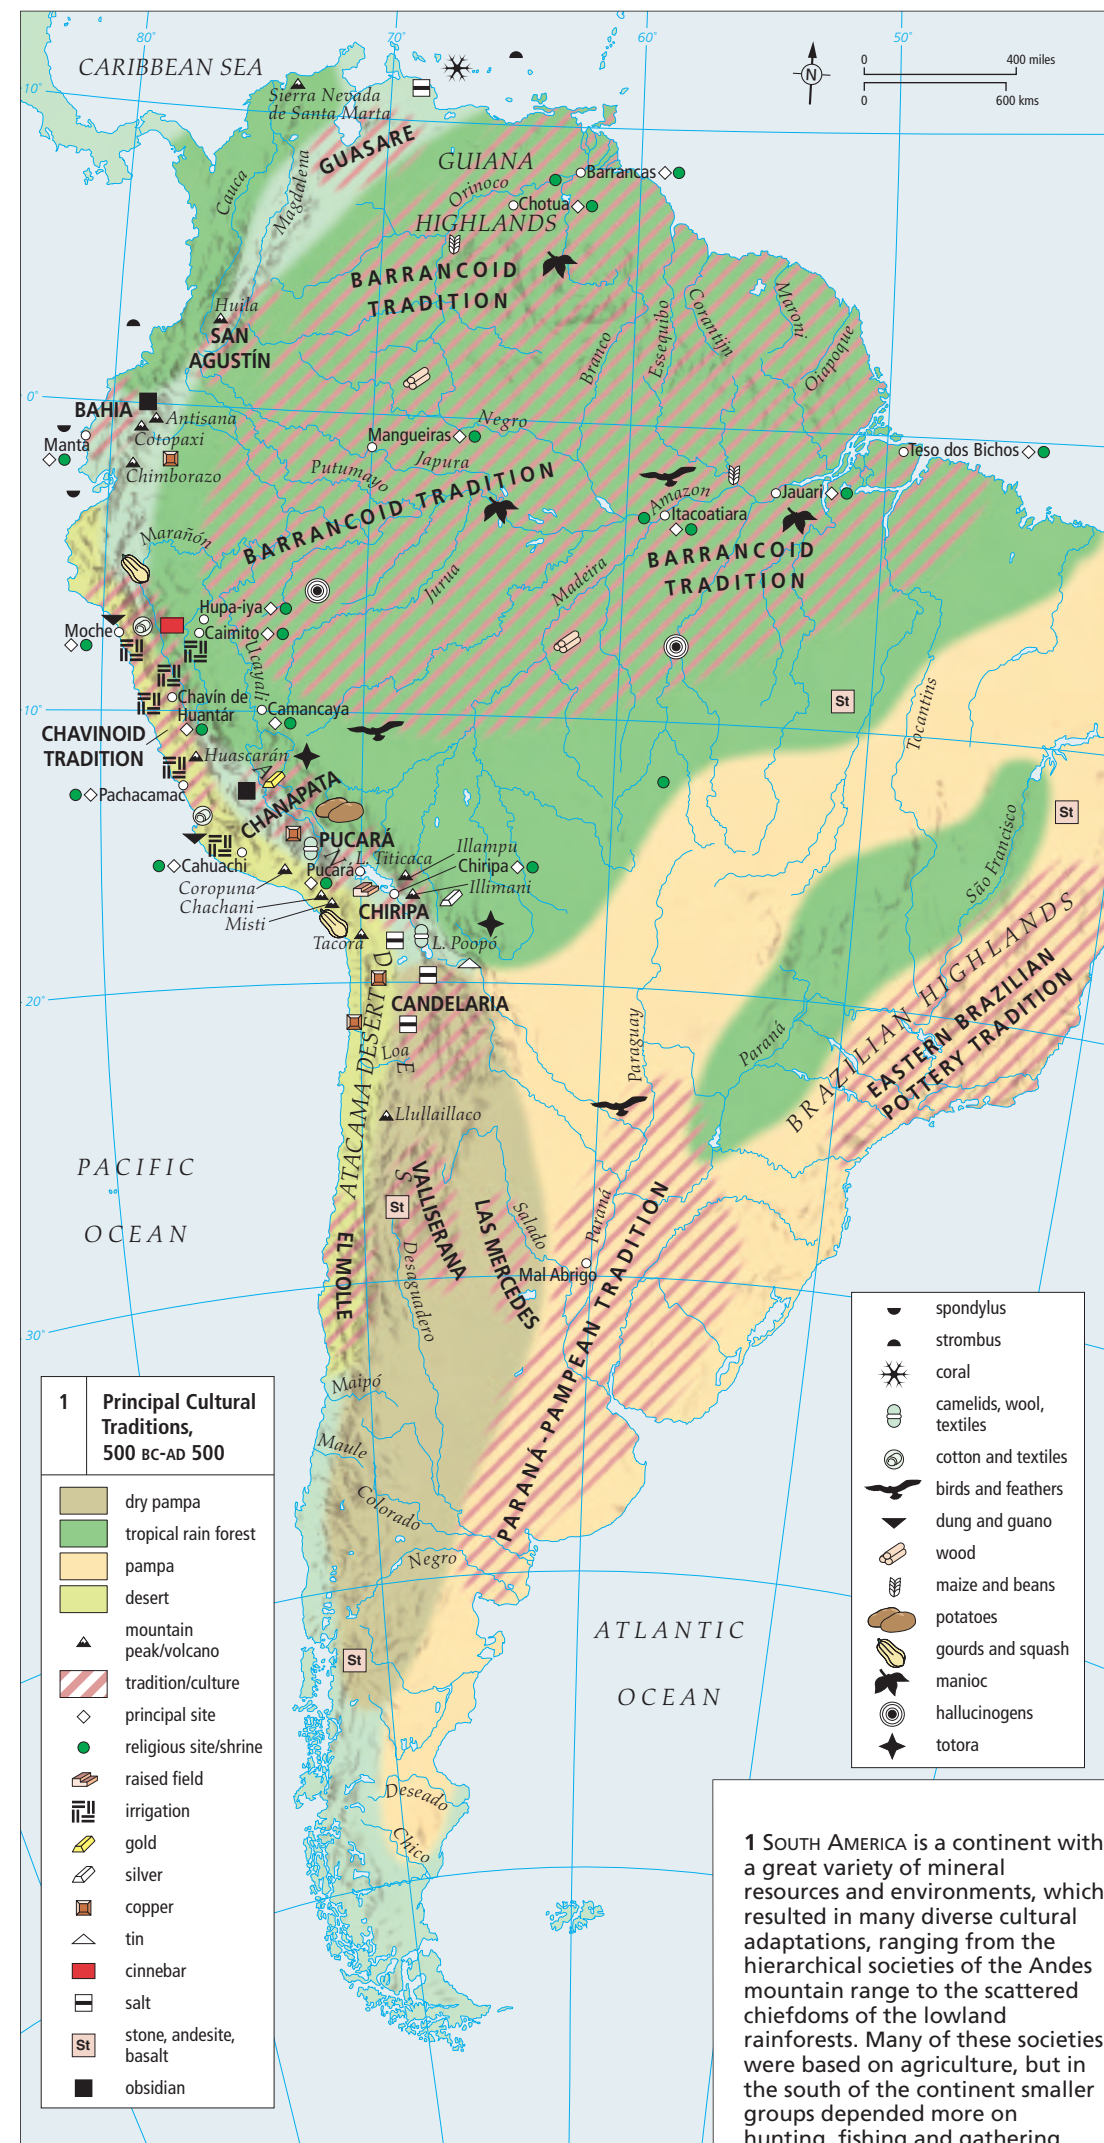 80°
70°
60°
50°
CARIBBEAN SEA
N
0
400 miles
0
600 kms
10°
Sierra Nevada
de Santa Marta
GUASARE
GUIANA
HIGHLANDS
Cauca
Magdalena
Orinoco
Barrancas
Chotua
BARRANCOID
TRADITION
Huila
SAN
AGUSTÍN
Branco
Essequibo
Corantijn
Maroni
Oiapoque
0°
BAHIA
Antisana
Cotopaxi
Manta
Chimborazo
Mangueiras
Negro
Japura
Putumayo
BARRANCOID TRADITION
Teso dos Bichos
Amazon
Jauari
Itacoatiara
BARRANCOID
TRADITION
Marañón
Jurua
Madeira
Hupa-iya
Moche
Caimito
Ucayali
Chavín de
Huantár
Camancaya
10°
CHAVINOID
TRADITION
Huascarán
Tocantins
Pachacamac
CHANAPATA
PUCARÁ
Illampu
L. Titicaca
Pucará
Chiripa
Cahuachi
Illimani
Coropuna
Chachani
Misti
CHIRIPA
Tacora
L. Poopó
São Francisco
A N D E S
20°
CANDELARIA
BRAZILIAN HIGHLANDS
EASTERN BRAZILIAN
POTTERY TRADITION
Loa
Paraguay
Paraná
ATACAMA DESERT
Llullaillaco
PACIFIC
OCEAN
St
St
St
VALLISERANA
LAS MERCEDES
Salado
Paraná
Mal Abrigo
EL MOLLE
Desaguadero
PARANÁ-PAMPEAN TRADITION
30°
Maipó
Maule
Colorado
Negro
ATLANTIC
OCEAN
St
Deseado
Chico
spondylus
strombus
coral
camelids, wool,
textiles
cotton and textiles
birds and feathers
dung and guano
wood
maize and beans
potatoes
gourds and squash
manioc
hallucinogens
totora
1 Principal Cultural
Traditions,
500 BC-AD 500
dry pampa
tropical rain forest
pampa
desert
mountain
peak/volcano
tradition/culture
principal site
religious site/shrine
raised field
irrigation
gold
silver
copper
tin
cinnebar
salt
St stone, andesite,
basalt
obsidian
1 SOUTH AMERICA is a continent with
a great variety of mineral
resources and environments, which
resulted in many diverse cultural
adaptations, ranging from the
hierarchical societies of the Andes
mountain range to the scattered
chiefdoms of the lowland
rainforests. Many of these societies
were based on agriculture, but in
the south of the continent smaller
groups depended more on
hunting, fishing and gathering